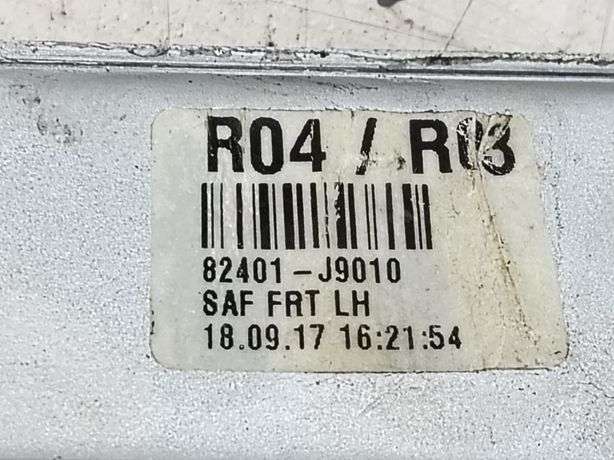 R04 / R03
82401-J9010
SAF FRT LH
18.09.17 16:21:54